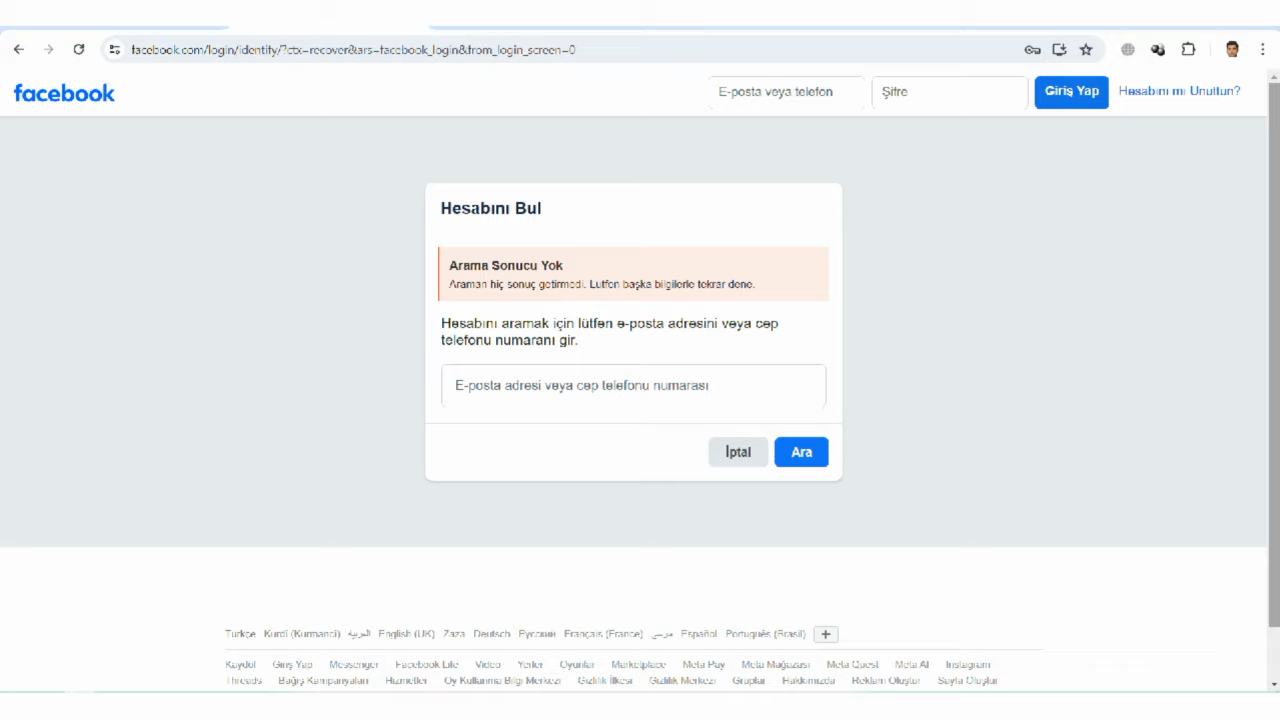 facebook.com/login/identify/?ctx=recover&ars=facebook_login&from_login_screen=0
facebook
E-posta veya telefon
Şifre
Giriş Yap
Hesabını mı Unuttun?
Hesabını Bul
Arama Sonucu Yok
Araman hiç sonuç getirmedi. Lütfen başka bilgilerle tekrar dene.
Hesabını aramak için lütfen e-posta adresini veya cep
telefonu numaranı gir.
E-posta adresi veya cep telefonu numarası
İptal
Ara
Türkçe Kurdî (Kurmancî) العربية English (UK) Zaza Deutsch Русский Français (France) فارسی Español Português (Brasil) +
Kaydol Giriş Yap Messenger Facebook Lite Video Yerler Oyunlar Marketplace Meta Pay Meta Mağazası Meta Quest Meta AI Instagram
Threads Bağış Kampanyaları Hizmetler Oy Kullanma Bilgi Merkezi Gizlilik İlkesi Gizlilik Merkezi Gruplar Hakkımızda Reklam Oluştur Sayfa Oluştur